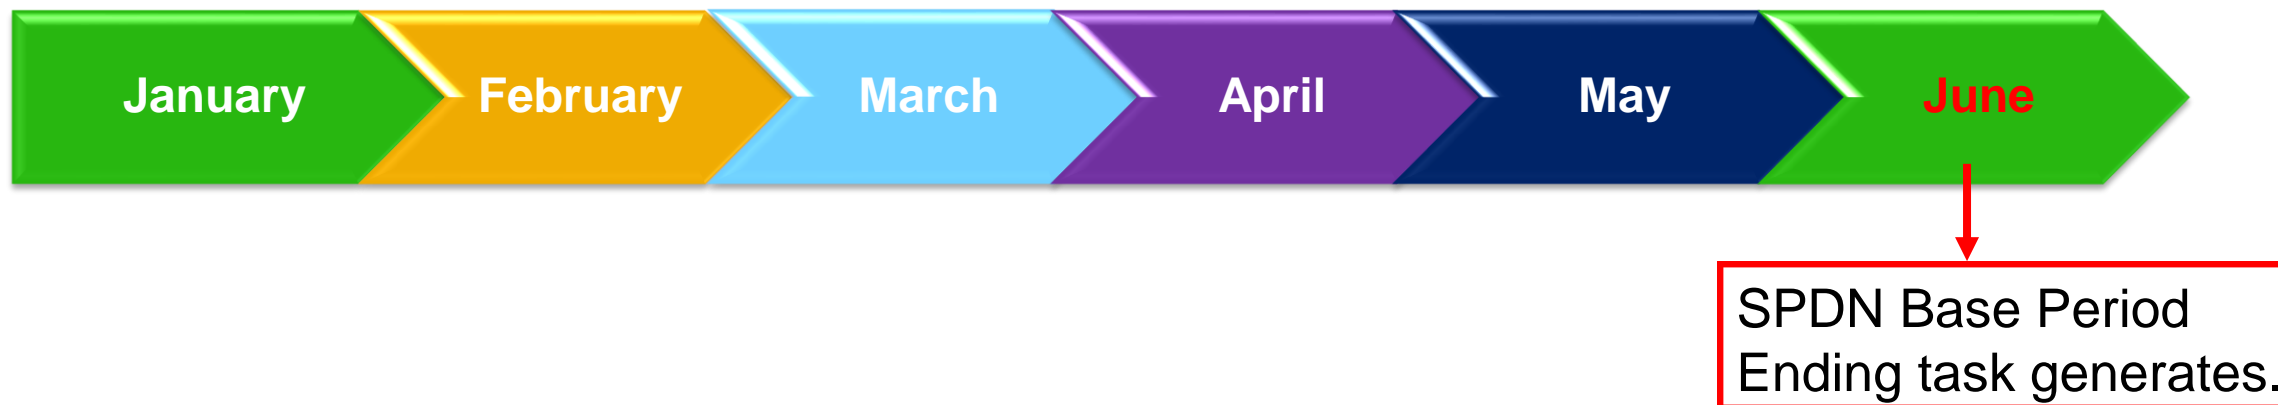 January February March April May June
SPDN Base Period
Ending task generates.